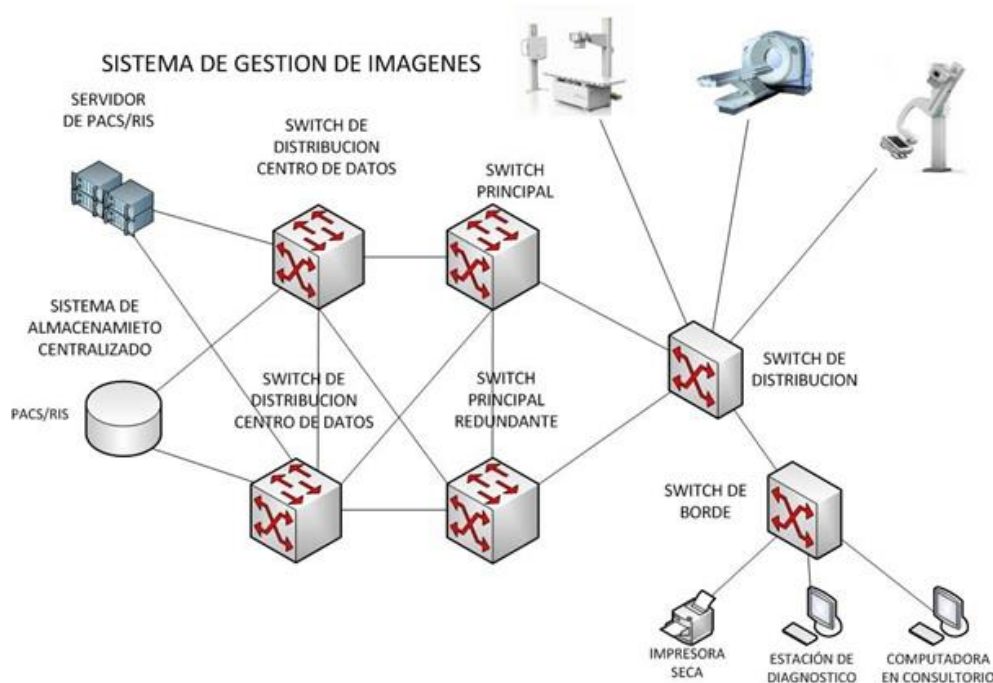 SISTEMA DE GESTION DE IMAGENES
SERVIDOR
DE PACS/RIS
SWITCH DE
DISTRIBUCION
CENTRO DE DATOS
SWITCH
PRINCIPAL
SISTEMA DE
ALMACENAMIETO
CENTRALIZADO
PACS/RIS
SWITCH DE
DISTRIBUCION
CENTRO DE DATOS
SWITCH
PRINCIPAL
REDUNDANTE
SWITCH DE
DISTRIBUCION
SWITCH DE
BORDE
IMPRESORA
SECA
ESTACIÓN DE
DIAGNOSTICO
COMPUTADORA
EN CONSULTORIO